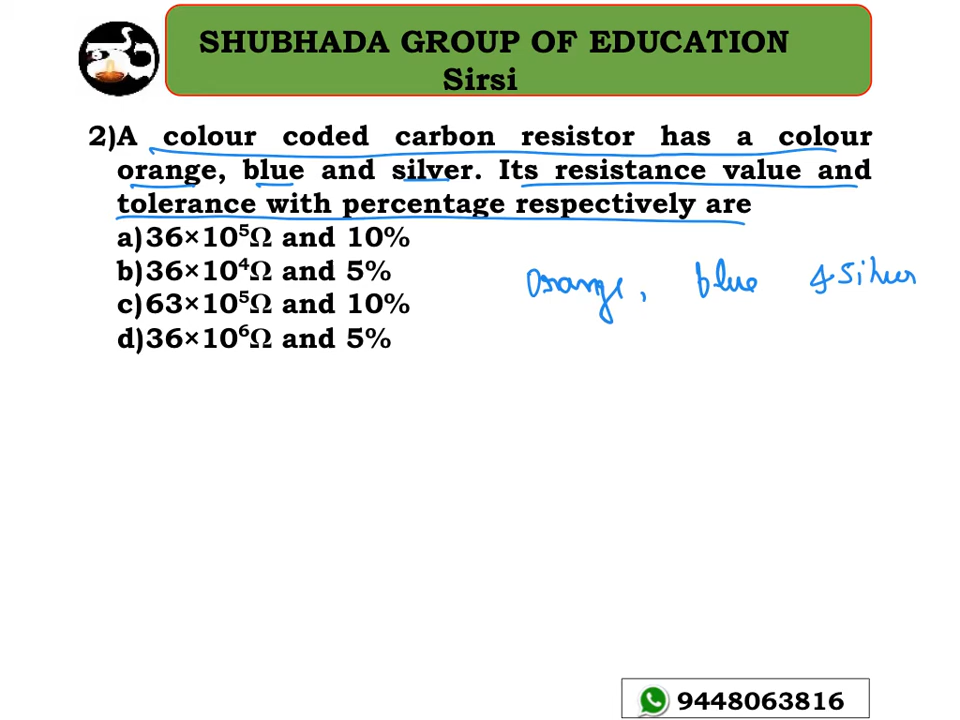 SHUBHADA GROUP OF EDUCATION
Sirsi
2)A colour coded carbon resistor has a colour
orange, blue and silver. Its resistance value and
tolerance with percentage respectively are
a)36×10⁵Ω and 10%
b)36×10⁴Ω and 5%
c)63×10⁵Ω and 10%
d)36×10⁶Ω and 5%
Orange, blue & silver
9448063816